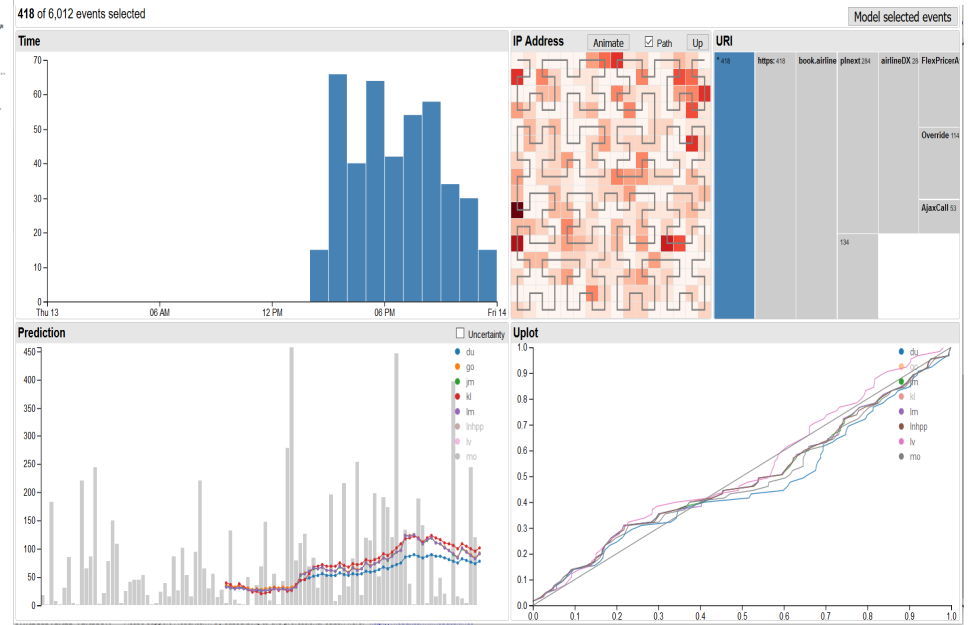 418 of 6,012 events selected
Model selected events
Time
70
60
50
40
30
20
10
0
Thu 13
06 AM
12 PM
06 PM
Fri 14
IP Address
Animate
Path
Up
URI
* 418
https: 418
book.airline
plnext 284
airlineDX 28
FlexPricerA
Override 114
AjaxCall 53
134
Prediction
Uncertainty
450
400
350
300
250
200
150
100
50
0
du
go
jm
kl
lm
lnhpp
lv
mo
Uplot
1.0
0.9
0.8
0.7
0.6
0.5
0.4
0.3
0.2
0.1
0.0
0.0
0.1
0.2
0.3
0.4
0.5
0.6
0.7
0.8
0.9
1.0
du
jm
kl
lm
lnhpp
lv
mo